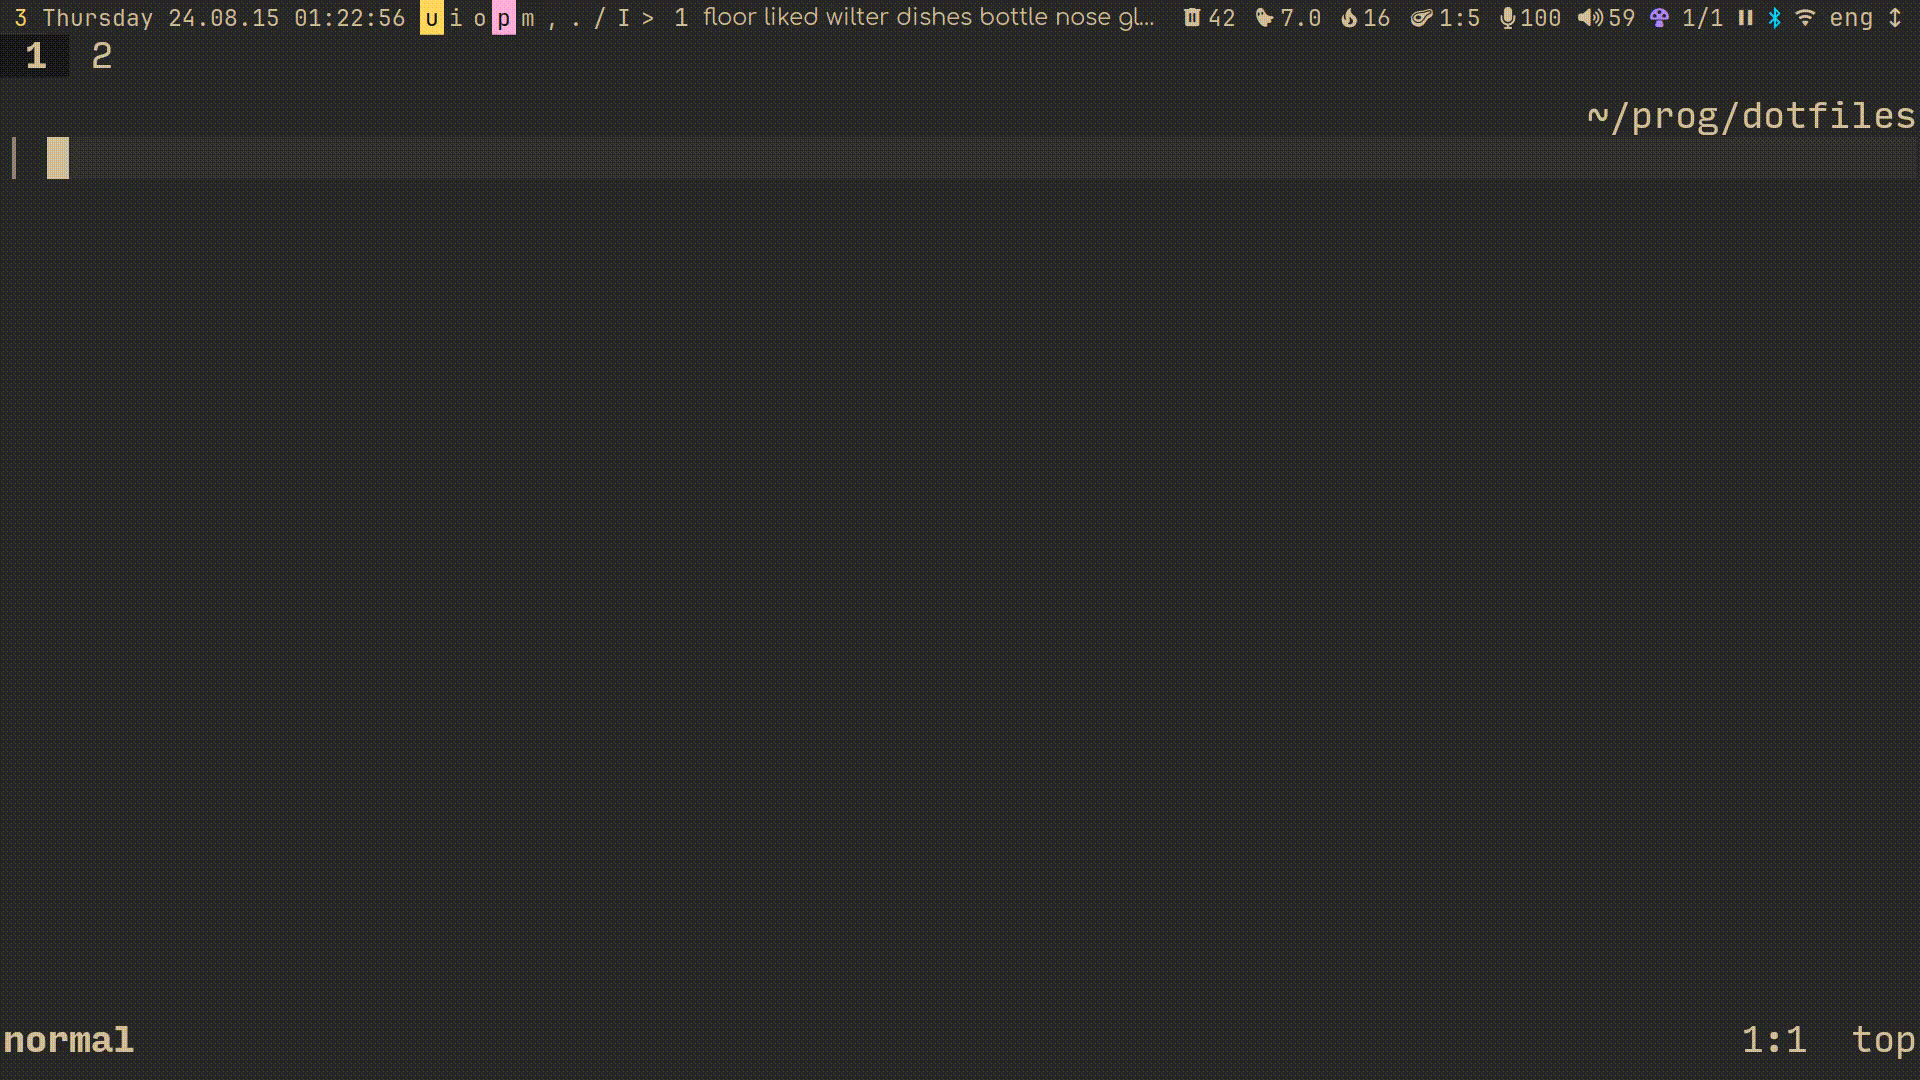 3 Thursday 24.08.15 01:22:56 u i o p m , . / I > 1 floor liked wilter dishes bottle nose gl... 42 7.0 16 1:5 100 59 1/1 eng
1 2
~/prog/dotfiles
normal 1:1 top